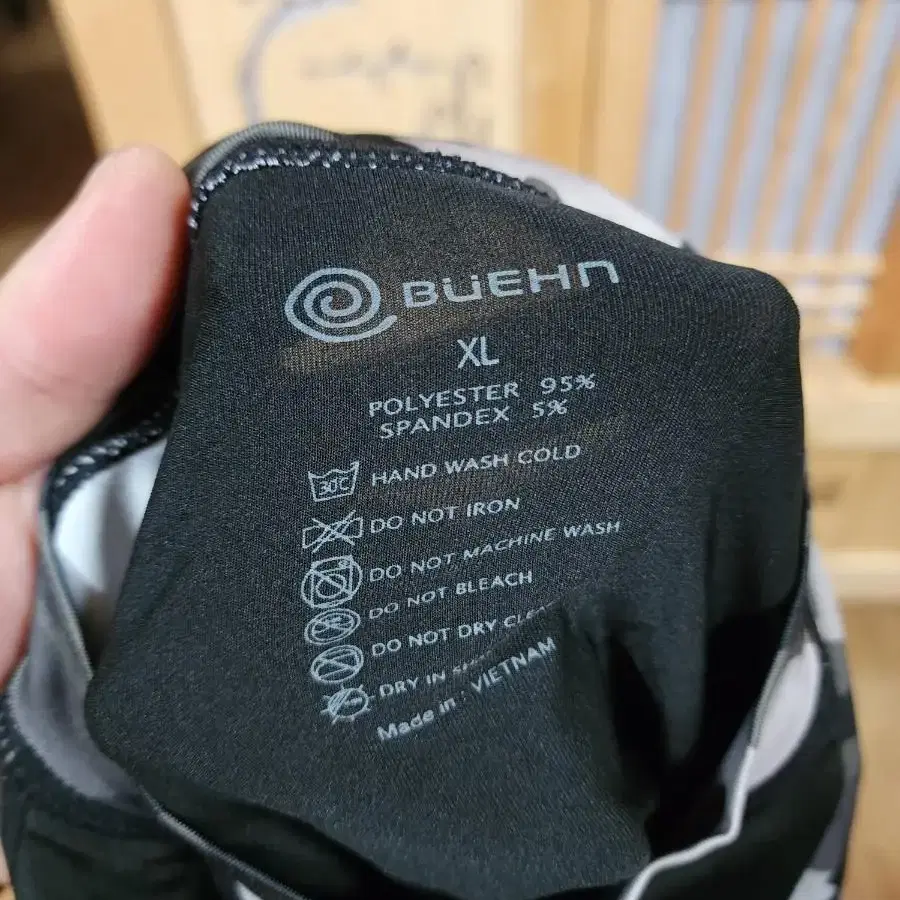 BÜEHN
XL
POLYESTER 95%
SPANDEX 5%
30°C HAND WASH COLD
DO NOT IRON
DO NOT MACHINE WASH
DO NOT BLEACH
DO NOT DRY
DRY IN
Made in : VIETNAM